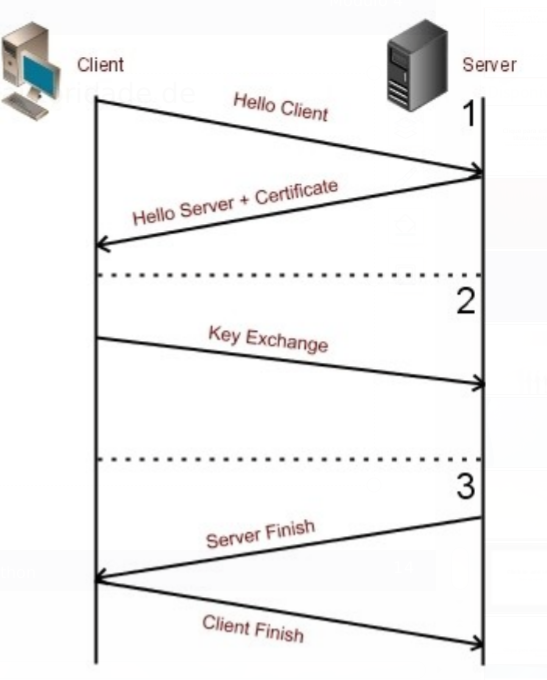 Client
Server
Hello Client
1
Hello Server + Certificate
2
Key Exchange
3
Server Finish
Client Finish